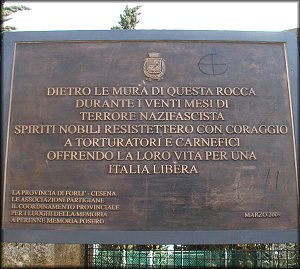 DIETRO LE MURA DI QUESTA ROCCA
DURANTE I VENTI MESI DI
TERRORE NAZIFASCISTA
SPIRITI NOBILI RESISTETTERO CON CORAGGIO
A TORTURATORI E CARNEFICI
OFFRENDO LA LORO VITA PER UNA
ITALIA LIBERA
LA PROVINCIA DI FORLI' - CESENA
LE ASSOCIAZIONI PARTIGIANE
IL COORDINAMENTO PROVINCIALE
PER I LUOGHI DELLA MEMORIA
A PERENNE MEMORIA POSERO
MARZO